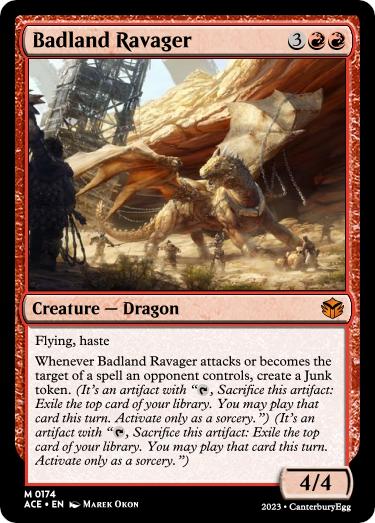 Badland Ravager 3
Creature — Dragon
Flying, haste
Whenever Badland Ravager attacks or becomes the
target of a spell an opponent controls, create a Junk
token. (It's an artifact with “, Sacrifice this artifact:
Exile the top card of your library. You may play that
card this turn. Activate only as a sorcery.”) (It's an
artifact with “, Sacrifice this artifact: Exile the top
card of your library. You may play that card this turn.
Activate only as a sorcery.”)
4/4
M 0174
ACE • EN Marek Okon
2023 • CanterburyEgg